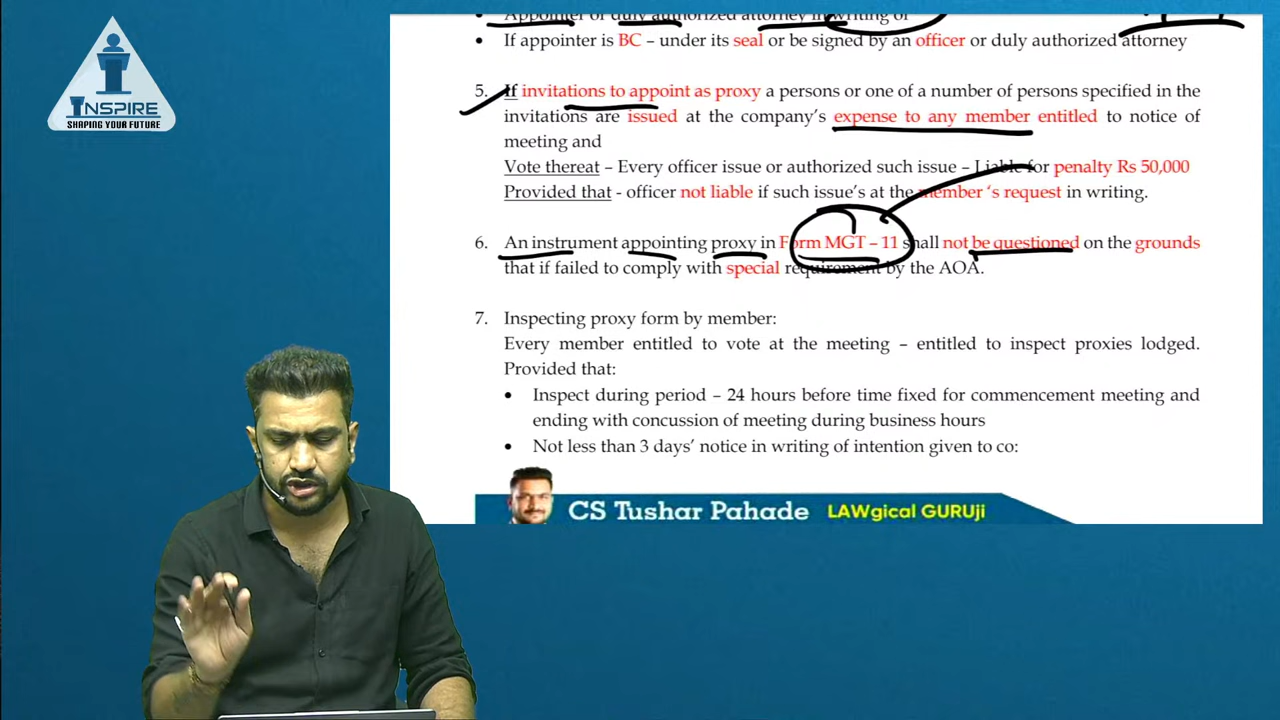 Appointer or duly authorized attorney in writing or
• If appointer is BC – under its seal or be signed by an officer or duly authorized attorney
5. If invitations to appoint as proxy a persons or one of a number of persons specified in the
invitations are issued at the company's expense to any member entitled to notice of
meeting and
Vote thereat – Every officer issue or authorized such issue – Liable for penalty Rs 50,000
Provided that - officer not liable if such issue's at the member 's request in writing.
6. An instrument appointing proxy in Form MGT – 11 shall not be questioned on the grounds
that if failed to comply with special requirement by the AOA.
7. Inspecting proxy form by member:
Every member entitled to vote at the meeting – entitled to inspect proxies lodged.
Provided that:
• Inspect during period – 24 hours before time fixed for commencement meeting and
ending with concussion of meeting during business hours
• Not less than 3 days' notice in writing of intention given to co:
CS Tushar Pahade LAWgical GURUji
INSPIRE
SHAPING YOUR FUTURE